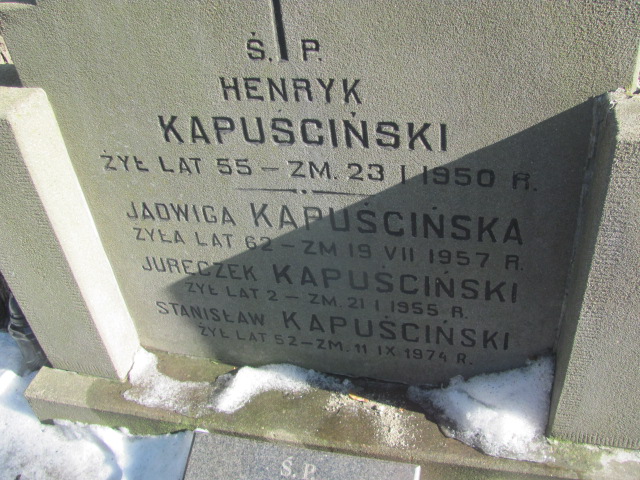 Ś. P.
HENRYK
KAPUŚCIŃSKI
ŻYŁ LAT 55 – ZM. 23 I 1950 R.
JADWIGA KAPUŚCIŃSKA
ŻYŁA LAT 62 – ZM 19 VII 1957 R.
JURECZEK KAPUŚCIŃSKI
ŻYŁ LAT 2 – ZM. 21 I 1955 R.
STANISŁAW KAPUŚCIŃSKI
ŻYŁ LAT 52 – ZM. 11 IX 1974 R.
Ś. P.